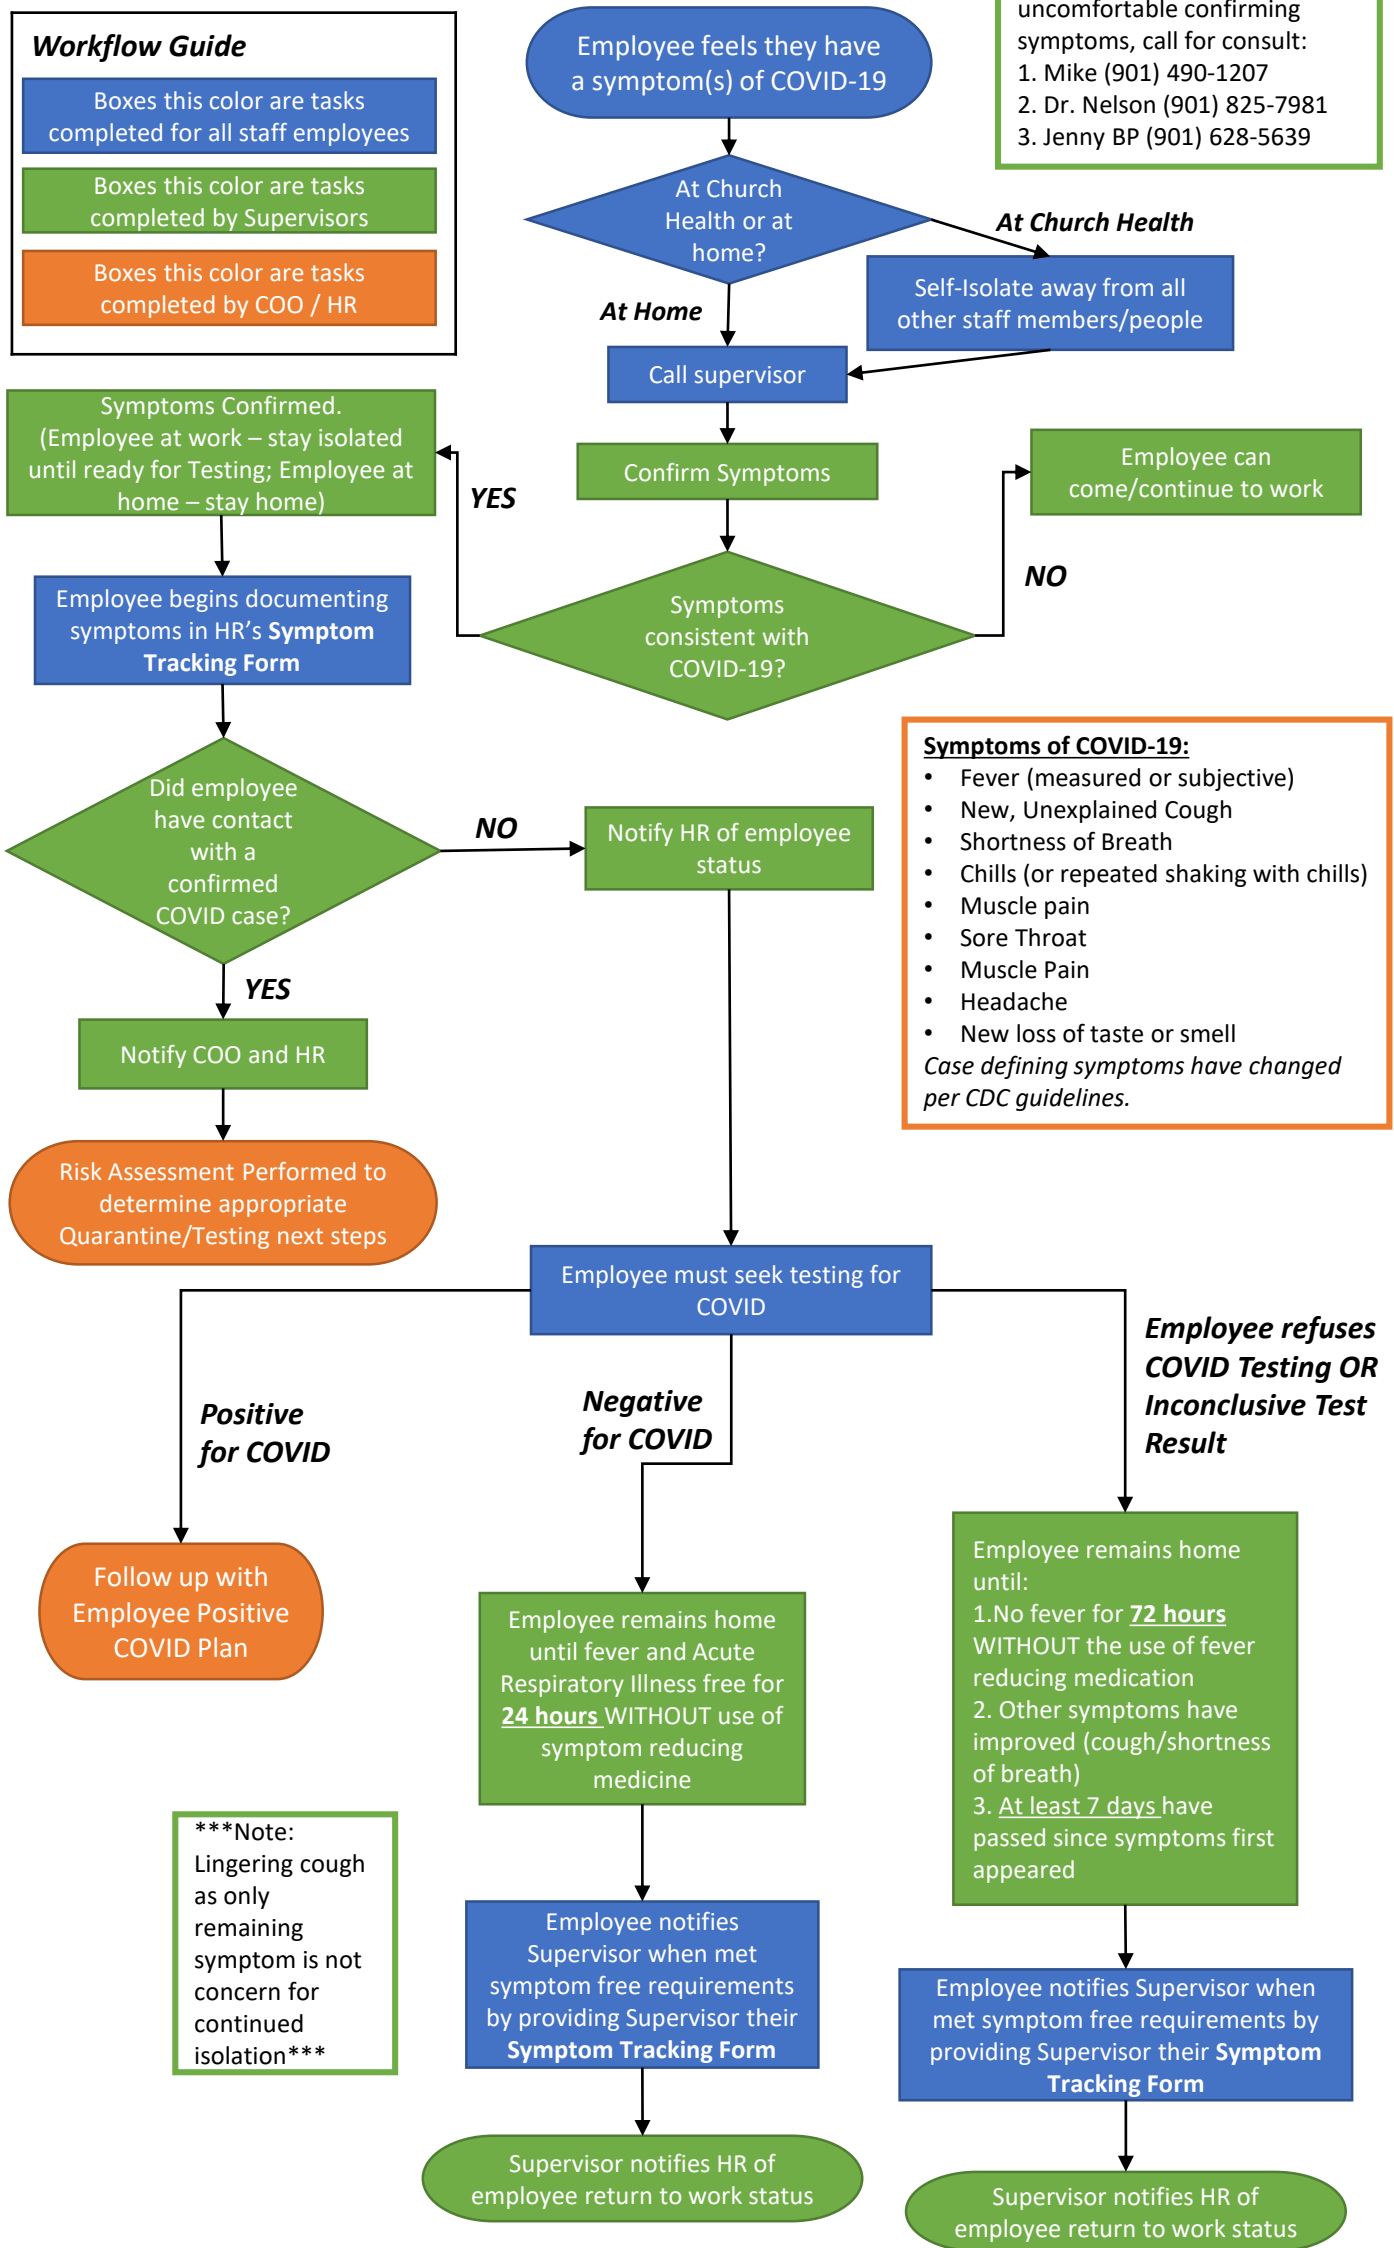 Workflow Guide
Boxes this color are tasks
completed for all staff employees
Boxes this color are tasks
completed by Supervisors
Boxes this color are tasks
completed by COO / HR
Employee feels they have
a symptom(s) of COVID-19
uncomfortable confirming
symptoms, call for consult:
1. Mike (901) 490-1207
2. Dr. Nelson (901) 825-7981
3. Jenny BP (901) 628-5639
At Church
Health or at
home?
At Church Health
Self-Isolate away from all
other staff members/people
At Home
Call supervisor
Symptoms Confirmed.
(Employee at work – stay isolated
until ready for Testing; Employee at
home – stay home)
YES
Confirm Symptoms
Employee can
come/continue to work
NO
Symptoms
consistent with
COVID-19?
Employee begins documenting
symptoms in HR's Symptom
Tracking Form
Did employee
have contact
with a
confirmed
COVID case?
NO
Notify HR of employee
status
YES
Notify COO and HR
Risk Assessment Performed to
determine appropriate
Quarantine/Testing next steps
Symptoms of COVID-19:
• Fever (measured or subjective)
• New, Unexplained Cough
• Shortness of Breath
• Chills (or repeated shaking with chills)
• Muscle pain
• Sore Throat
• Muscle Pain
• Headache
• New loss of taste or smell
Case defining symptoms have changed
per CDC guidelines.
Employee must seek testing for
COVID
Positive
for COVID
Negative
for COVID
Employee refuses
COVID Testing OR
Inconclusive Test
Result
Follow up with
Employee Positive
COVID Plan
Employee remains home
until fever and Acute
Respiratory Illness free for
24 hours WITHOUT use of
symptom reducing
medicine
Employee remains home
until:
1.No fever for 72 hours
WITHOUT the use of fever
reducing medication
2. Other symptoms have
improved (cough/shortness
of breath)
3. At least 7 days have
passed since symptoms first
appeared
***Note:
Lingering cough
as only
remaining
symptom is not
concern for
continued
isolation***
Employee notifies
Supervisor when met
symptom free requirements
by providing Supervisor their
Symptom Tracking Form
Employee notifies Supervisor when
met symptom free requirements by
providing Supervisor their Symptom
Tracking Form
Supervisor notifies HR of
employee return to work status
Supervisor notifies HR of
employee return to work status